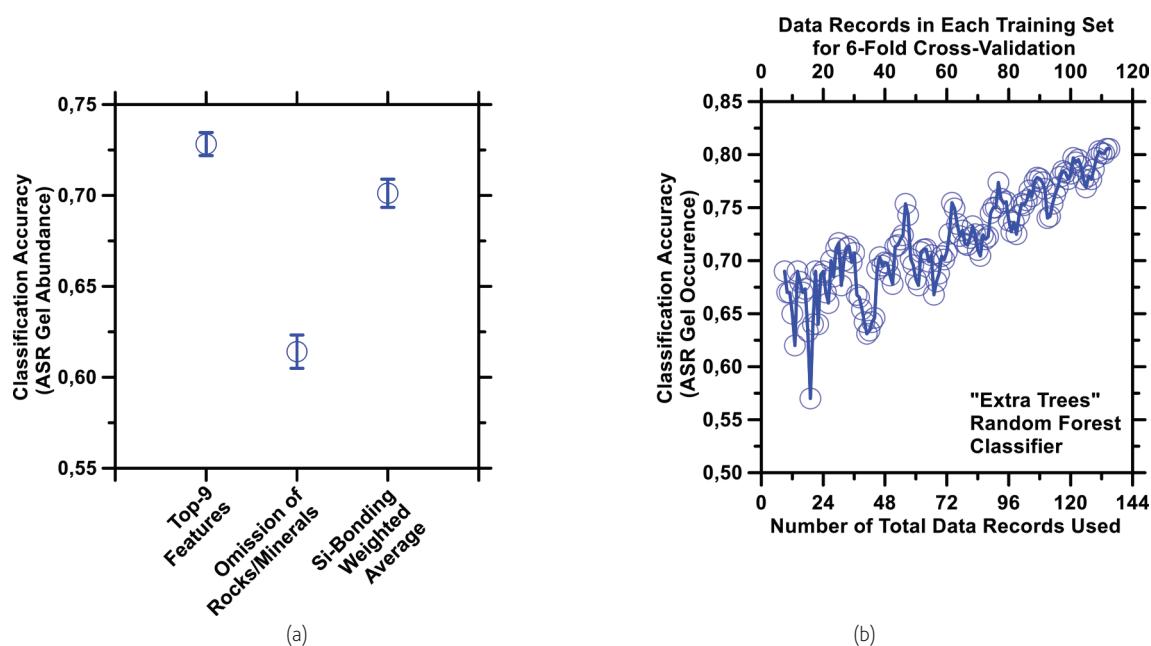 0,75
0,70
0,65
0,60
0,55
Classification Accuracy
(ASR Gel Abundance)
Top-9
Features
Omission of
Rocks/Minerals
Si-Bonding
Weighted
Average
(a)
Data Records in Each Training Set
for 6-Fold Cross-Validation
0 20 40 60 80 100 120
0,85
0,80
0,75
0,70
0,65
0,60
0,55
0,50
Classification Accuracy
(ASR Gel Occurence)
"Extra Trees"
Random Forest
Classifier
0 24 48 72 96 120 144
Number of Total Data Records Used
(b)